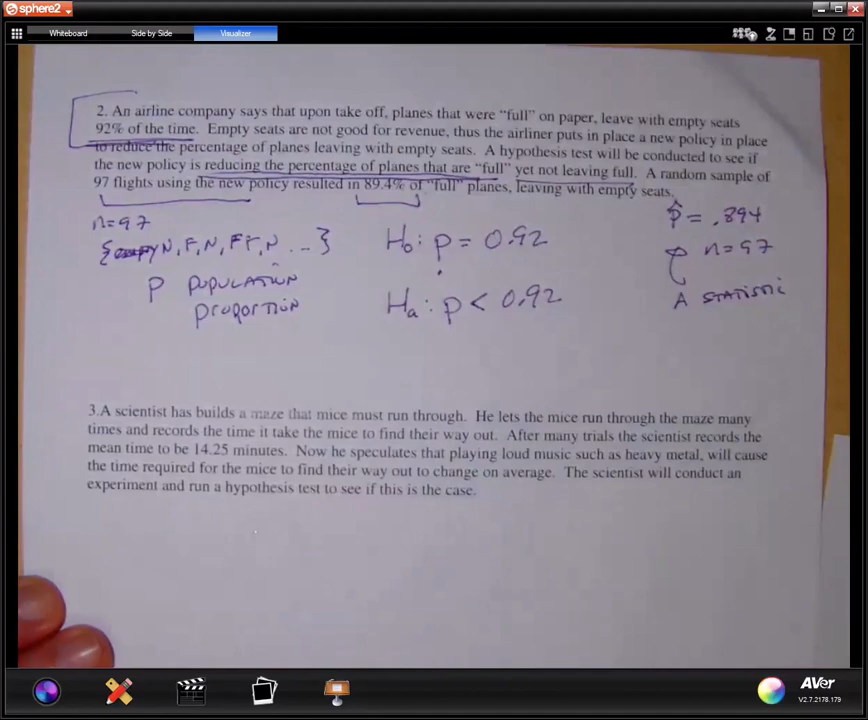 sphere2
Whiteboard Side by Side Visualizer
2. An airline company says that upon take off, planes that were “full” on paper, leave with empty seats
92% of the time. Empty seats are not good for revenue, thus the airliner puts in place a new policy in place
to reduce the percentage of planes leaving with empty seats. A hypothesis test will be conducted to see if
the new policy is reducing the percentage of planes that are “full” yet not leaving full. A random sample of
97 flights using the new policy resulted in 89.4% of “full” planes, leaving with empty seats.
n=97
{N, F, N, F F, N ... }
P POPULATION
PROPORTION
H₀: p = 0.92
Hₐ: p < 0.92
p̂ = .894
n=97
A STATISTIC
3.A scientist has builds a maze that mice must run through. He lets the mice run through the maze many
times and records the time it take the mice to find their way out. After many trials the scientist records the
mean time to be 14.25 minutes. Now he speculates that playing loud music such as heavy metal, will cause
the time required for the mice to find their way out to change on average. The scientist will conduct an
experiment and run a hypothesis test to see if this is the case.
AVer
V2.7.2178.179